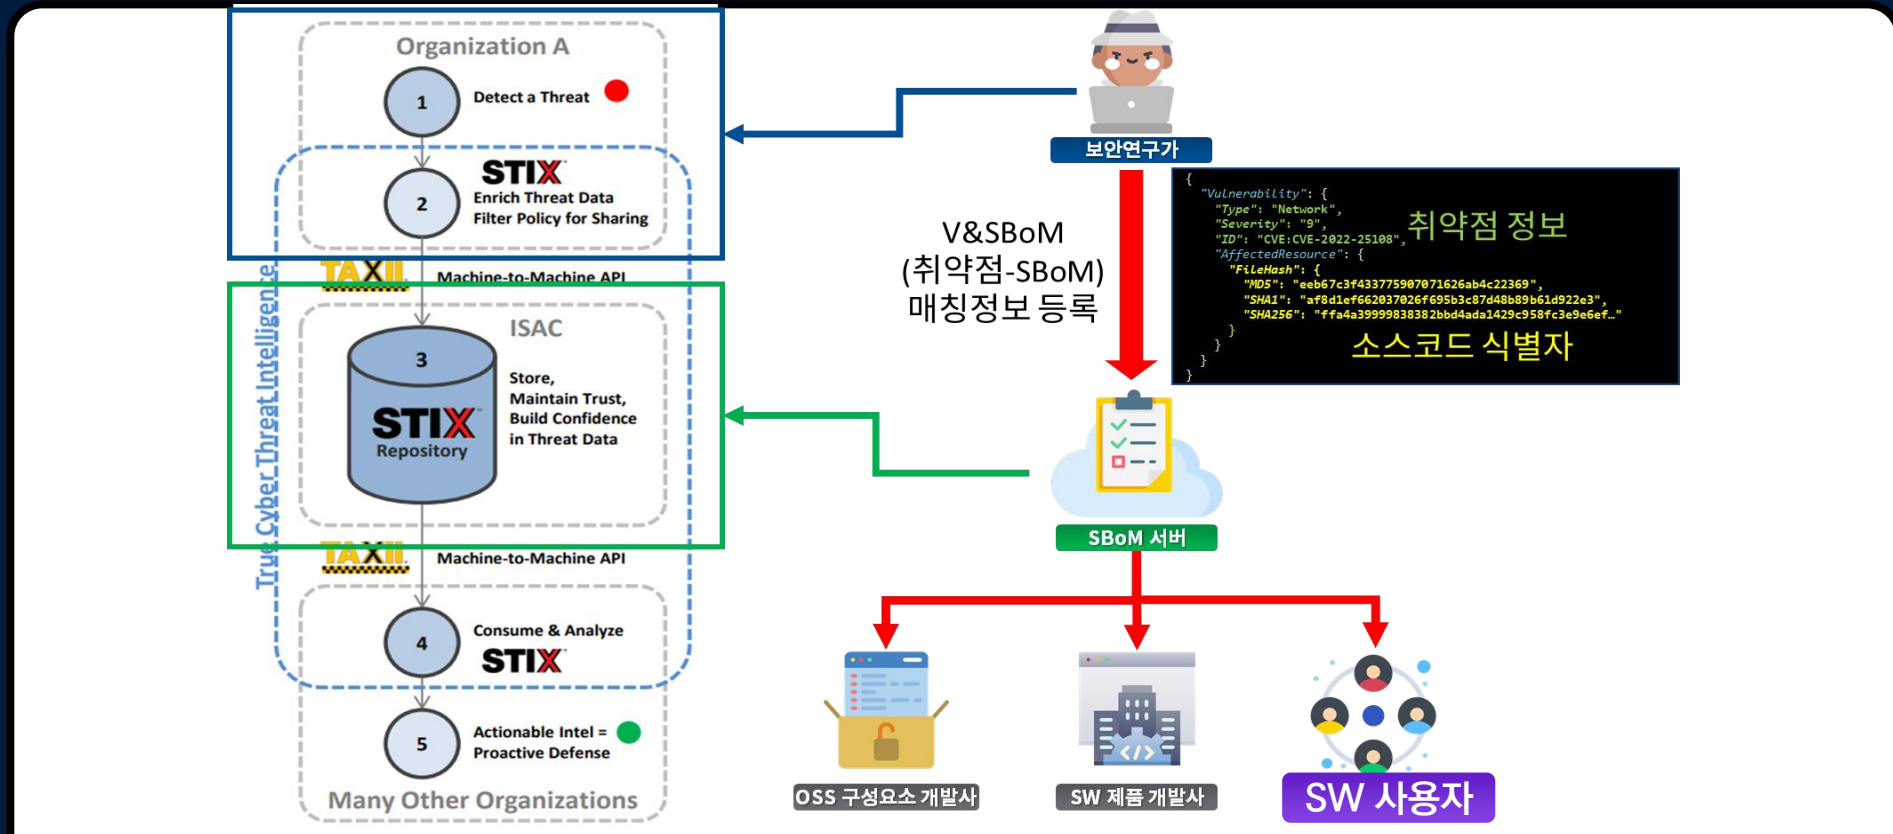 Organization A
1
Detect a Threat
STIX
2
Enrich Threat Data
Filter Policy for Sharing
TAXII
Machine-to-Machine API
True Cyber Threat Intelligence
ISAC
3
STIX
Repository
Store,
Maintain Trust,
Build Confidence
in Threat Data
TAXII
Machine-to-Machine API
4
Consume & Analyze
STIX
5
Actionable Intel =
Proactive Defense
Many Other Organizations
보안연구가
V&SBoM
(취약점-SBoM)
매칭정보 등록
{
"Vulnerability": {
"Type": "Network",
"Severity": "9",
"ID": "CVE:CVE-2022-25108",
취약점 정보
"AffectedResource": {
"FileHash": {
"MD5": "eeb67c3f433775907071626ab4c22369",
"SHA1": "af8d1ef662037026f695b3c87d48b89b61d922e3",
"SHA256": "ffa4a39999838382bbd4ada1429c958fc3e9e6ef…"
}
소스코드 식별자
}
}
}
SBoM 서버
OSS 구성요소 개발사
SW 제품 개발사
SW 사용자